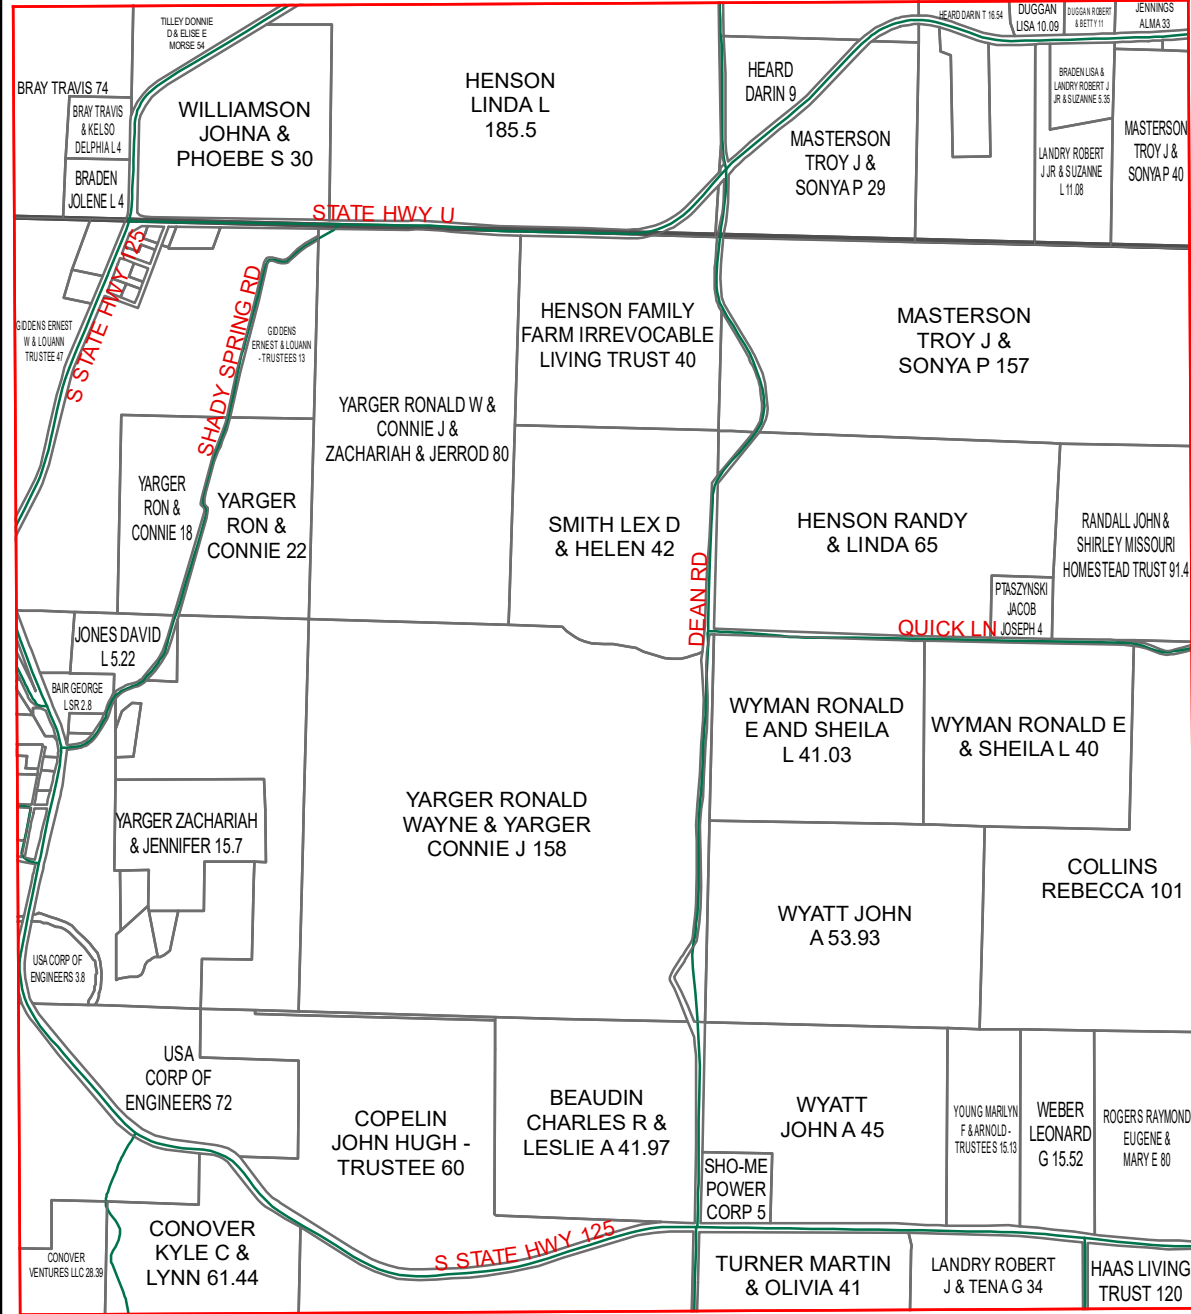 TILLEY DONNIE
D & ELISE E
MORSE 54
BRAY TRAVIS 74
BRAY TRAVIS
& KELSO
DELPHIA L 4
BRADEN
JOLENE L 4
WILLIAMSON
JOHNA &
PHOEBE S 30
HENSON
LINDA L
185.5
HEARD
DARIN 9
MASTERSON
TROY J &
SONYA P 29
HEARD DARIN T 16.54
DUGGAN
LISA 10.09
DUGGAN ROBERT
& BETTY 11
JENNINGS
ALMA 33
BRADEN LISA &
LANDRY ROBERT J
JR & SUZANNE 5.35
LANDRY ROBERT
J JR & SUZANNE
L 11.08
MASTERSON
TROY J &
SONYA P 40
STATE HWY U
S STATE HWY 125
SHADY SPRING RD
GIDDENS ERNEST
W & LOUANN
TRUSTEE 47
GIDDENS
ERNEST & LOUANN
- TRUSTEES 13
YARGER RONALD W &
CONNIE J &
ZACHARIAH & JERROD 80
HENSON FAMILY
FARM IRREVOCABLE
LIVING TRUST 40
MASTERSON
TROY J &
SONYA P 157
YARGER
RON &
CONNIE 18
YARGER
RON &
CONNIE 22
SMITH LEX D
& HELEN 42
HENSON RANDY
& LINDA 65
RANDALL JOHN &
SHIRLEY MISSOURI
HOMESTEAD TRUST 91.4
PTASZYNSKI
JACOB
JOSEPH 4
DEAN RD
QUICK LN
JONES DAVID
L 5.22
BAIR GEORGE
L SR 2.8
WYMAN RONALD
E AND SHEILA
L 41.03
WYMAN RONALD E
& SHEILA L 40
YARGER ZACHARIAH
& JENNIFER 15.7
YARGER RONALD
WAYNE & YARGER
CONNIE J 158
COLLINS
REBECCA 101
WYATT JOHN
A 53.93
USA CORP OF
ENGINEERS 3.8
USA
CORP OF
ENGINEERS 72
COPELIN
JOHN HUGH -
TRUSTEE 60
BEAUDIN
CHARLES R &
LESLIE A 41.97
WYATT
JOHN A 45
YOUNG MARILYN
F & ARNOLD -
TRUSTEES 15.13
WEBER
LEONARD
G 15.52
ROGERS RAYMOND
EUGENE &
MARY E 80
SHO-ME
POWER
CORP 5
CONOVER
KYLE C &
LYNN 61.44
CONOVER
VENTURES LLC 28.39
S STATE HWY 125
TURNER MARTIN
& OLIVIA 41
LANDRY ROBERT
J & TENA G 34
HAAS LIVING
TRUST 120